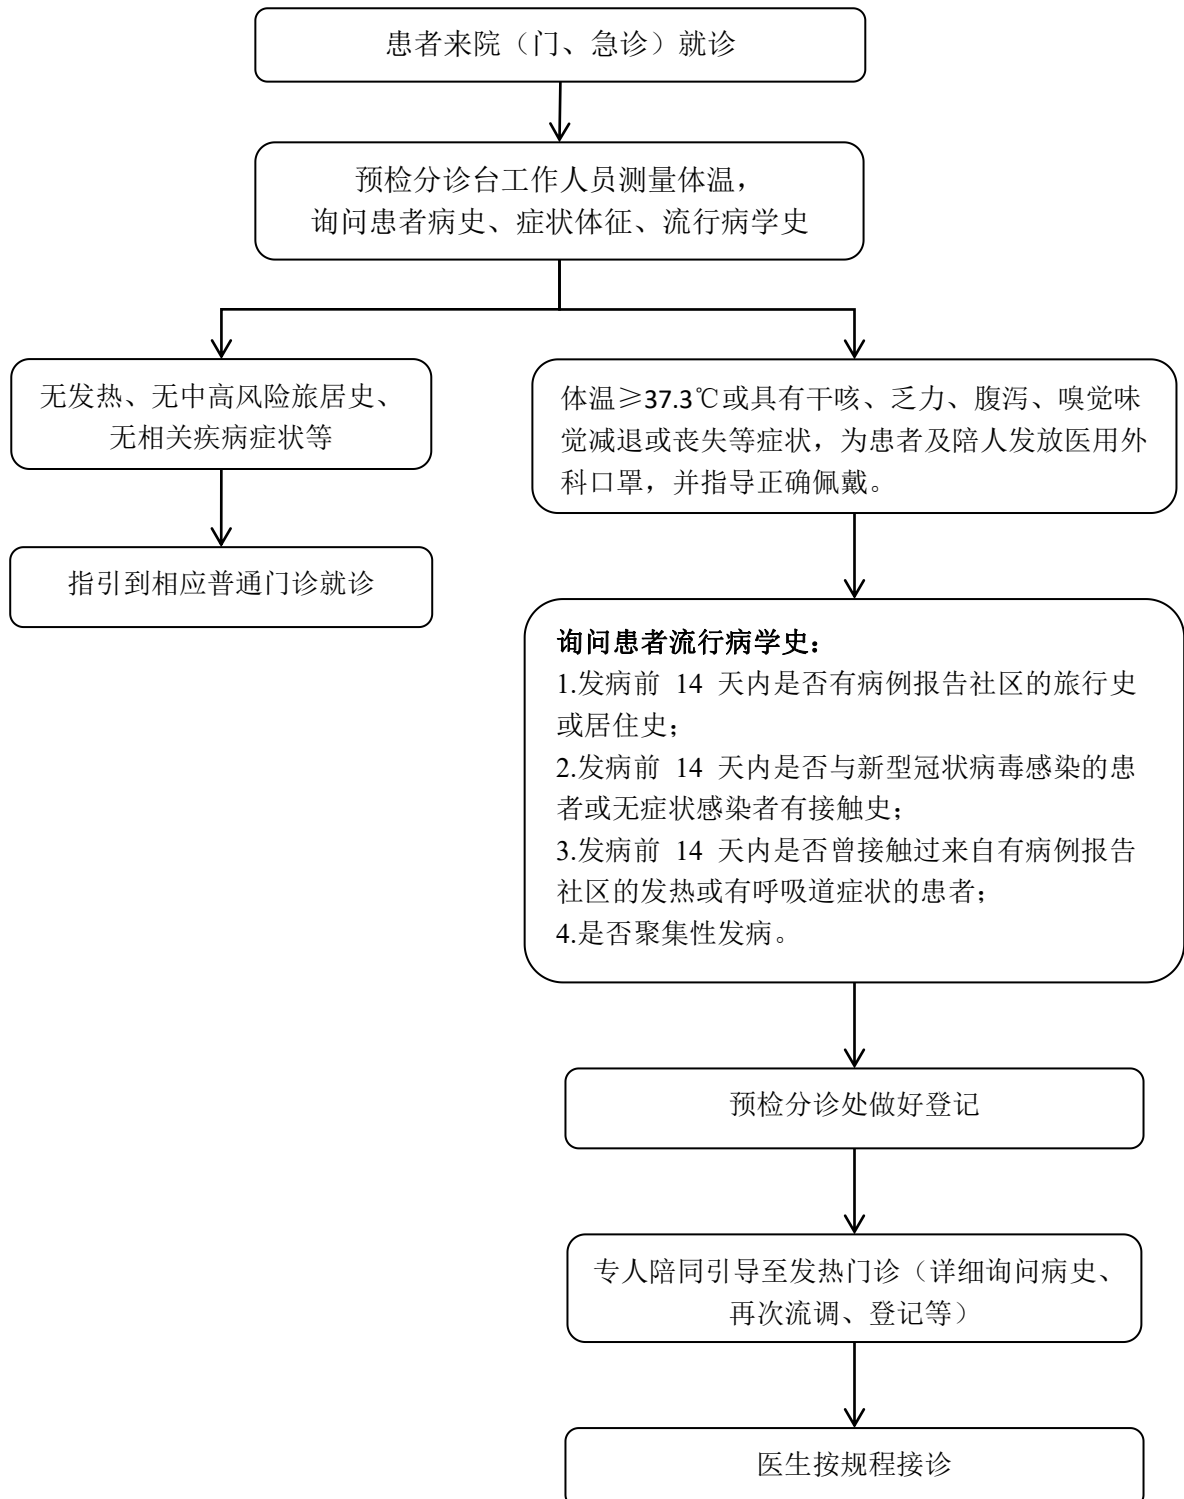 患者来院（门、急诊）就诊
预检分诊台工作人员测量体温，
询问患者病史、症状体征、流行病学史
无发热、无中高风险旅居史、
无相关疾病症状等
指引到相应普通门诊就诊
体温≥37.3℃或具有干咳、乏力、腹泻、嗅觉味
觉减退或丧失等症状，为患者及陪人发放医用外
科口罩，并指导正确佩戴。
询问患者流行病学史：
1.发病前 14 天内是否有病例报告社区的旅行史
或居住史；
2.发病前 14 天内是否与新型冠状病毒感染的患
者或无症状感染者有接触史；
3.发病前 14 天内是否曾接触过来自有病例报告
社区的发热或有呼吸道症状的患者；
4.是否聚集性发病。
预检分诊处做好登记
专人陪同引导至发热门诊（详细询问病史、
再次流调、登记等）
医生按规程接诊